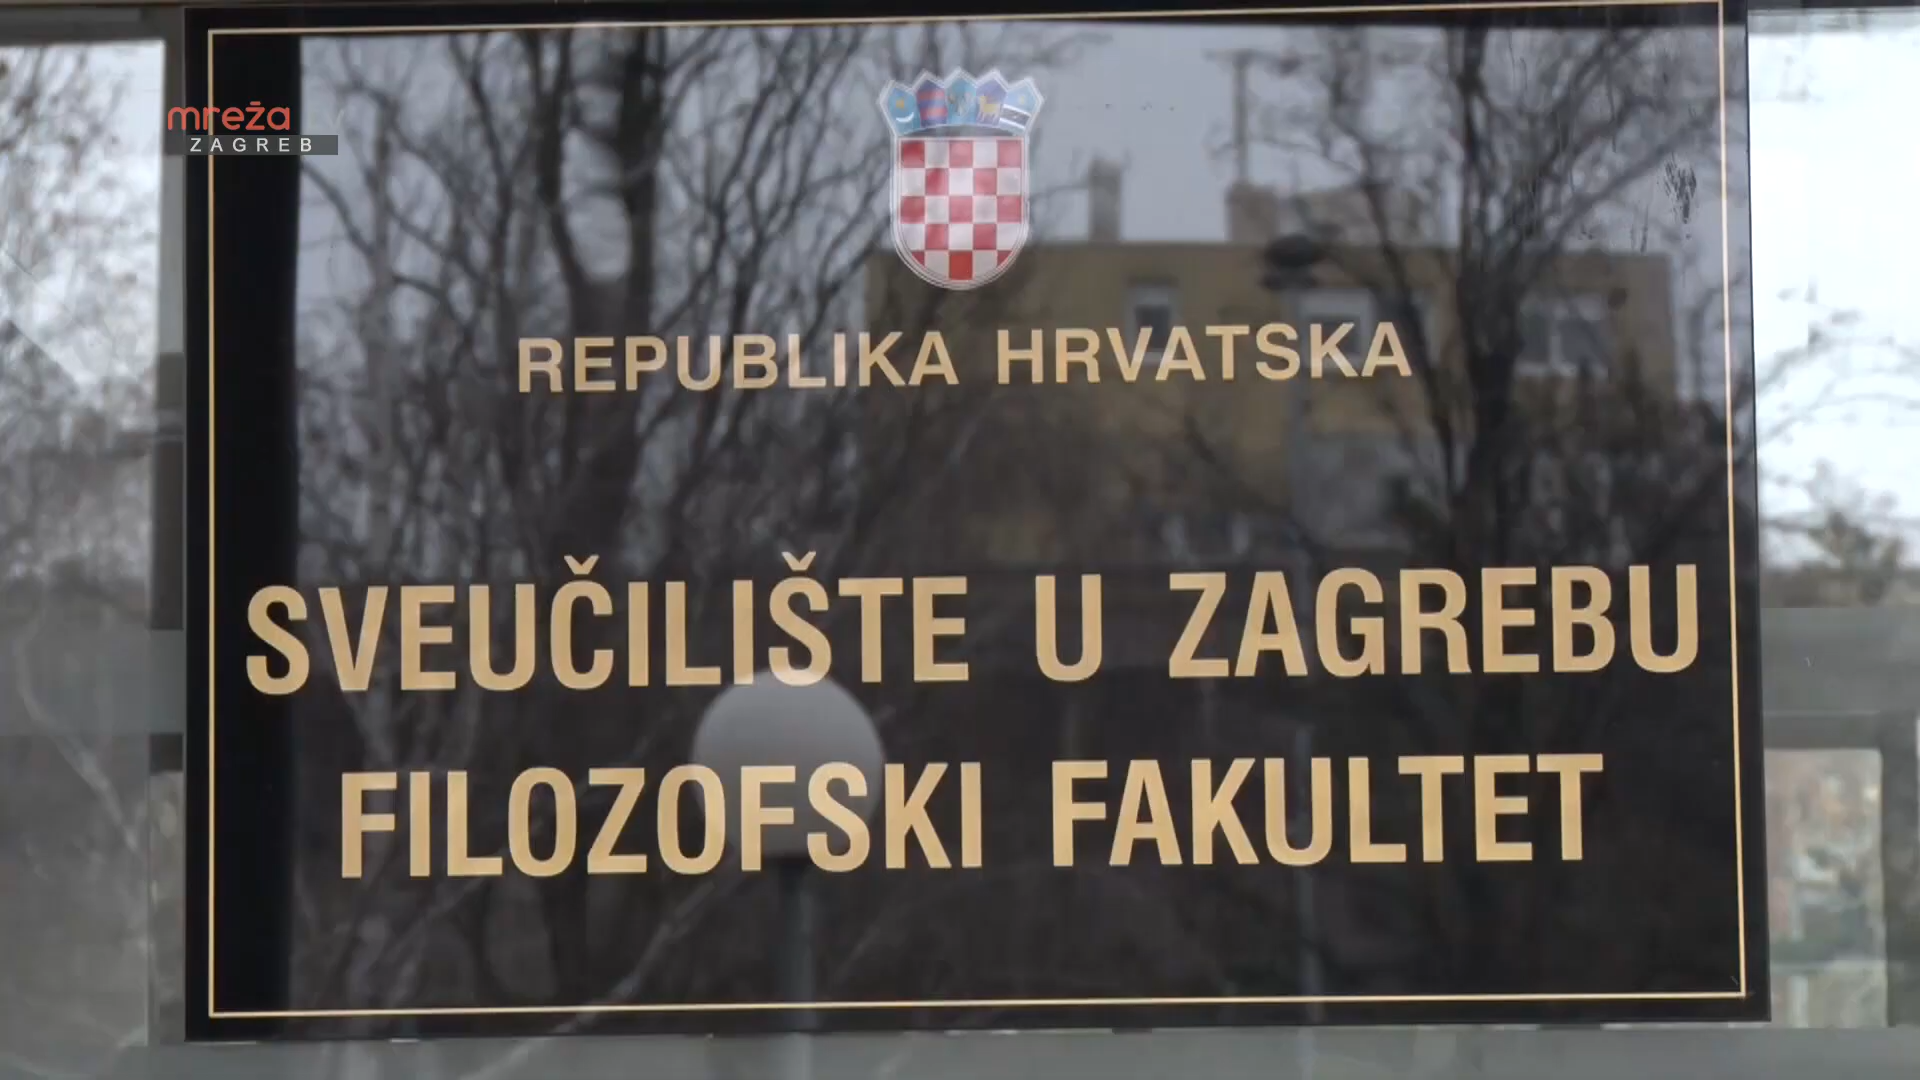 mreža
ZAGREB
REPUBLIKA HRVATSKA
SVEUČILIŠTE U ZAGREBU
FILOZOFSKI FAKULTET